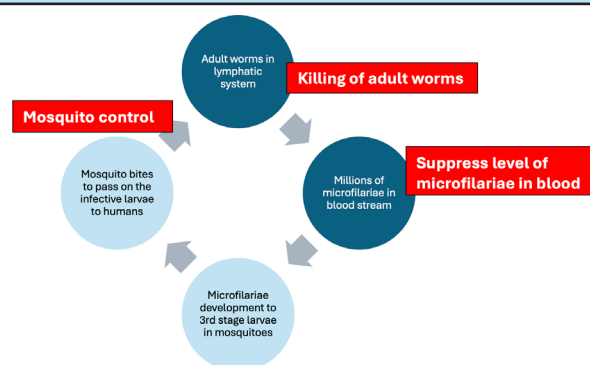 Adult worms in
lymphatic
system
Killing of adult worms
Mosquito control
Mosquito bites
to pass on the
infective larvae
to humans
Millions of
microfilariae in
blood stream
Suppress level of
microfilariae in blood
Microfilariae
development to
3rd stage larvae
in mosquitoes